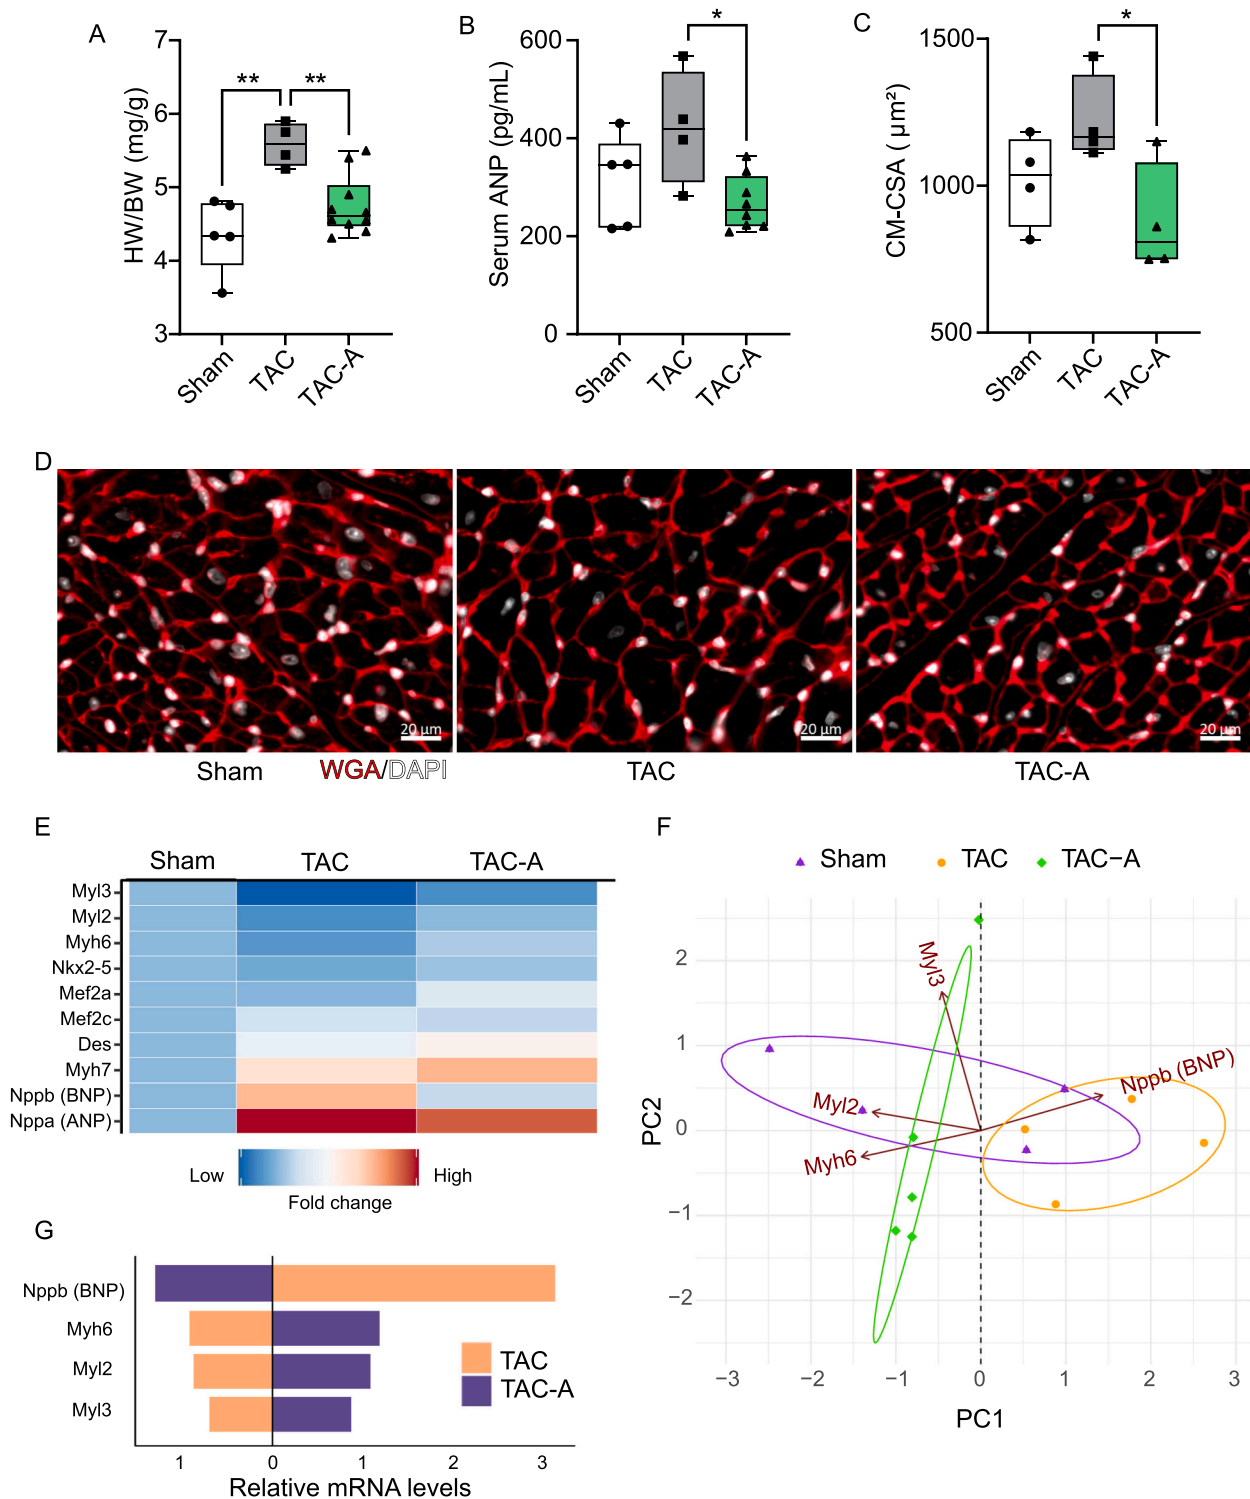 A
B
C
7
6
5
4
3
HW/BW (mg/g)
**
**
Sham
TAC
TAC-A
600
400
200
0
Serum ANP (pg/mL)
*
Sham
TAC
TAC-A
1500
1000
500
CM-CSA ( µm²)
*
Sham
TAC
TAC-A
D
20 µm
20 µm
20 µm
Sham
WGA/DAPI
TAC
TAC-A
E
Sham
TAC
TAC-A
Myl3
Myl2
Myh6
Nkx2-5
Mef2a
Mef2c
Des
Myh7
Nppb (BNP)
Nppa (ANP)
Low
High
Fold change
F
Sham
TAC
TAC−A
Myl3
Nppb (BNP)
Myl2
Myh6
2
1
0
−1
−2
PC2
−3
−2
−1
0
1
2
3
PC1
G
Nppb (BNP)
Myh6
Myl2
Myl3
TAC
TAC-A
1
0
1
2
3
Relative mRNA levels